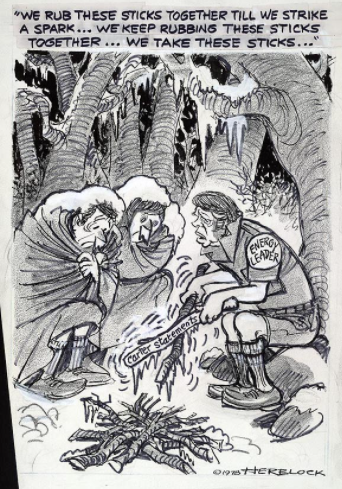 "WE RUB THESE STICKS TOGETHER TILL WE STRIKE
A SPARK... WE KEEP RUBBING THESE STICKS
TOGETHER... WE TAKE THESE STICKS..."
ENERGY
LEADER
Carter statements
©1978 HERBLOCK